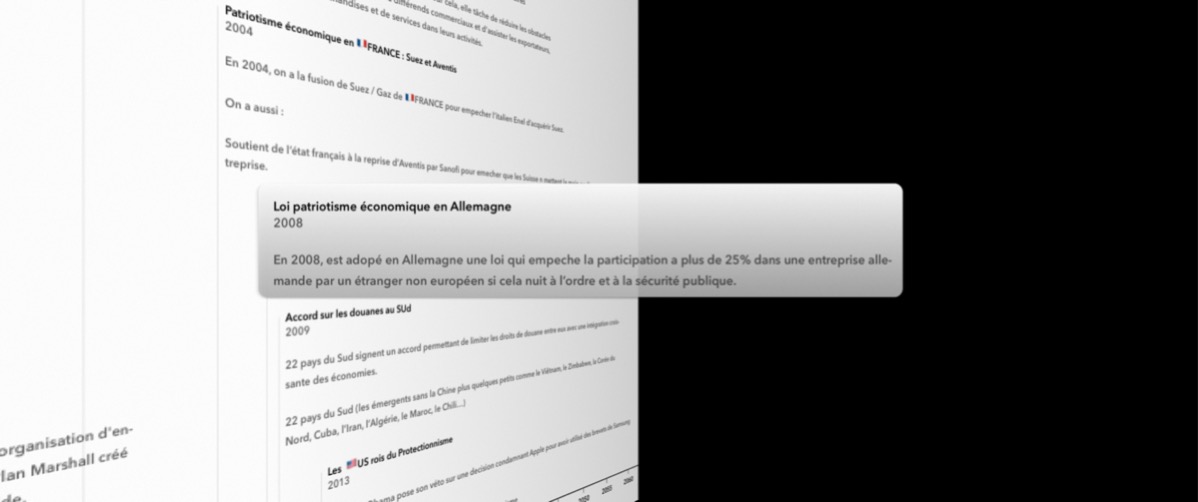 cela, elle tâche de réduire les obstacles
différends commerciaux et d'assister les exportateurs,
et de services dans leurs activités.
Patriotisme économique en 🇫🇷FRANCE : Suez et Aventis
2004
En 2004, on a la fusion de Suez / Gaz de 🇫🇷FRANCE pour empecher l'italien Enel d'acquérir Suez.
On a aussi :
Soutient de l'état français à la reprise d'Aventis par Sanofi pour emecher que les Suisse
treprise.
Loi patriotisme économique en Allemagne
2008
En 2008, est adopé en Allemagne une loi qui empeche la participation a plus de 25% dans une entreprise alle-
mande par un étranger non européen si cela nuit à l'ordre et à la sécurité publique.
Accord sur les douanes au SUd
2009
22 pays du Sud signent un accord permettant de limiter les droits de douane entre eux avec une intégration crois-
sante des économies.
22 pays du Sud (les émergents sans la Chine plus quelques petits comme le Viêtnam, le Zimbabwe, la Corée du
Nord, Cuba, l'Iran, l'Algérie, le Maroc, le Chili...)
Les 🇺🇸US rois du Protectionnisme
2013
pose son véto sur une decision condamnant Apple pour avoir utilisé des brevets de Samsung
organisation d'en-
lan Marshall créé
de.